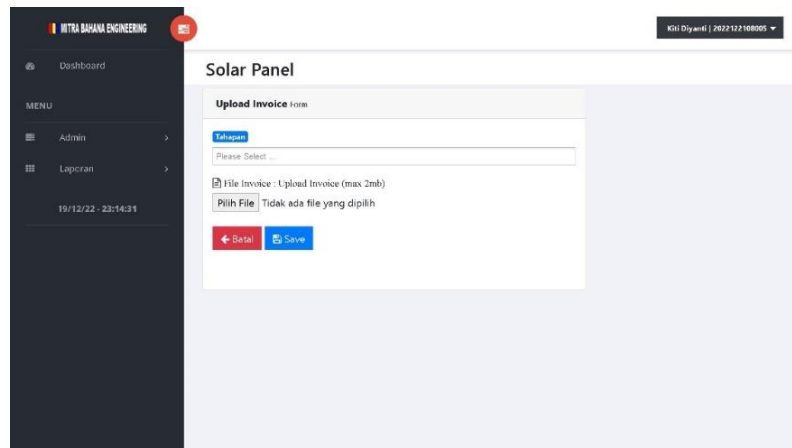 MITRA BAHANA ENGINEERING
Kiti Diyanti | 2022122108005
Dashboard
Solar Panel
MENU
Upload Invoice Form
Admin
Tahapan
Please Select ...
Laporan
File Invoice : Upload Invoice (max 2mb)
Pilih File Tidak ada file yang dipilih
19/12/22 - 23:14:31
Batal Save